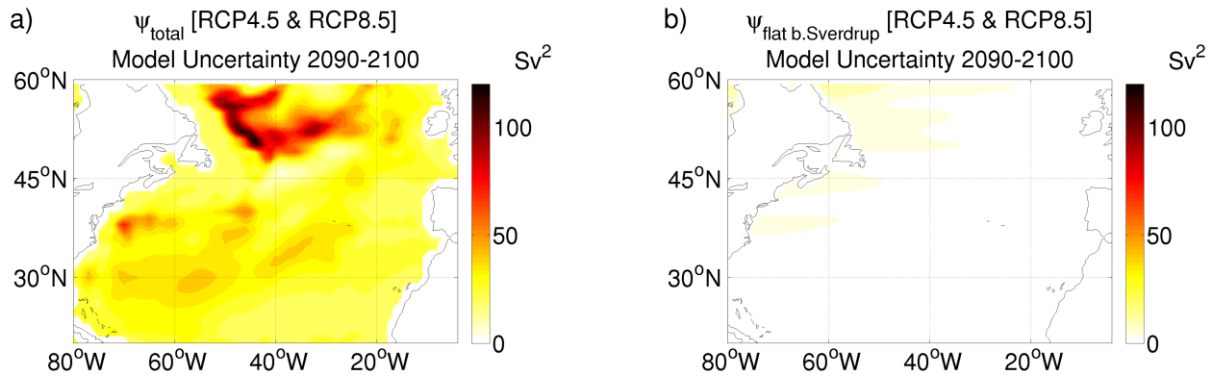 a) ψtotal [RCP4.5 & RCP8.5]
Model Uncertainty 2090-2100 Sv²
60°N
45°N
30°N
80°W 60°W 40°W 20°W
100
50
0
b) ψflat b.Sverdrup [RCP4.5 & RCP8.5]
Model Uncertainty 2090-2100 Sv²
60°N
45°N
30°N
80°W 60°W 40°W 20°W
100
50
0